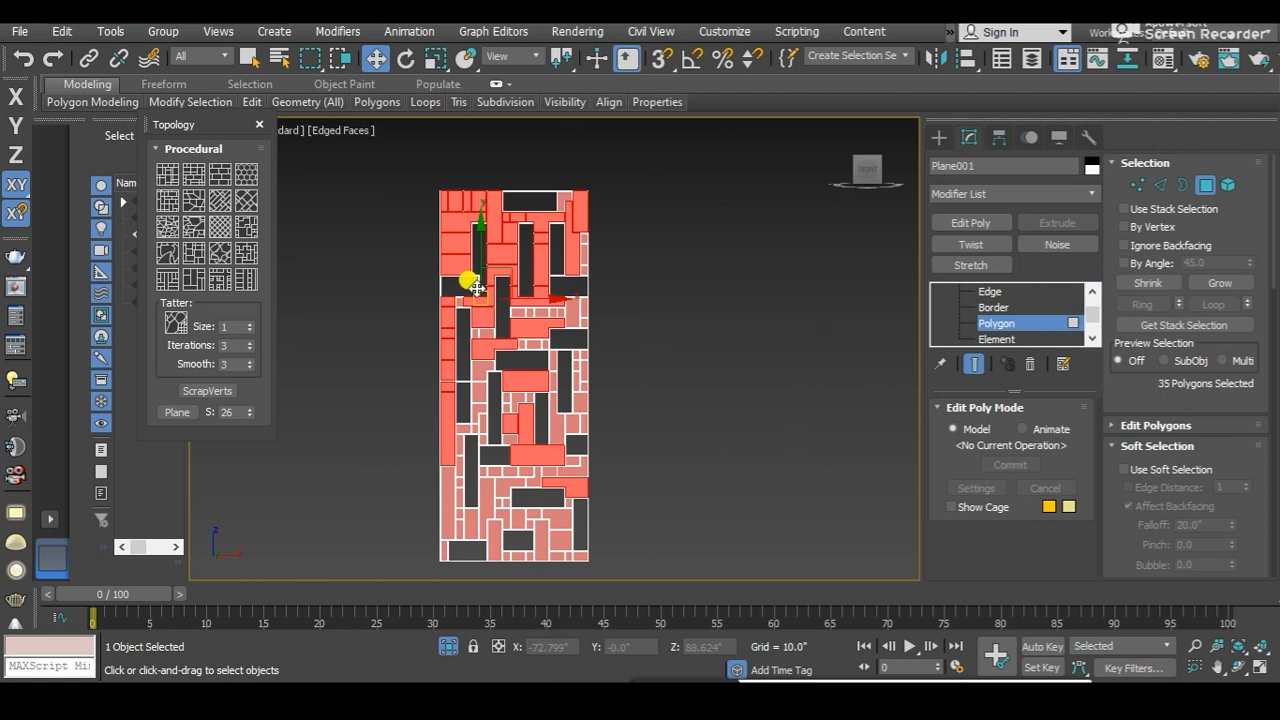 File Edit Tools Group Views Create Modifiers Animation Graph Editors Rendering Civil View Customize Scripting Content Sign In
Screen Recorder
All View Create Selection Se
Modeling Freeform Selection Object Paint Populate
Polygon Modeling Modify Selection Edit Geometry (All) Polygons Loops Tris Subdivision Visibility Align Properties
X
Y
Z
XY
Select
Nam
Topology
Procedural
Tatter:
Size: 1
Iterations: 3
Smooth: 3
ScrapVerts
Plane S: 26
dard ] [Edged Faces ]
FRONT
y
z
Plane001
Modifier List
Edit Poly Extrude
Twist Noise
Stretch
Edge
Border
Polygon
Element
Edit Poly Mode
Model Animate
<No Current Operation>
Commit
Settings Cancel
Show Cage
Selection
Use Stack Selection
By Vertex
Ignore Backfacing
By Angle: 45.0
Shrink Grow
Ring Loop
Get Stack Selection
Preview Selection
Off SubObj Multi
35 Polygons Selected
Edit Polygons
Soft Selection
Use Soft Selection
Edge Distance: 1
Affect Backfacing
Falloff: 20.0"
Pinch: 0.0
Bubble: 0.0
0 / 100
0 5 10 15 20 25 30 35 40 45 50 55 60 65 70 75 80 85 90 95 100
MAXScript Mi
1 Object Selected
Click or click-and-drag to select objects
X: -72.799" Y: -0.0" Z: 88.624" Grid = 10.0"
Add Time Tag
0
Auto Key Selected
Set Key Key Filters...